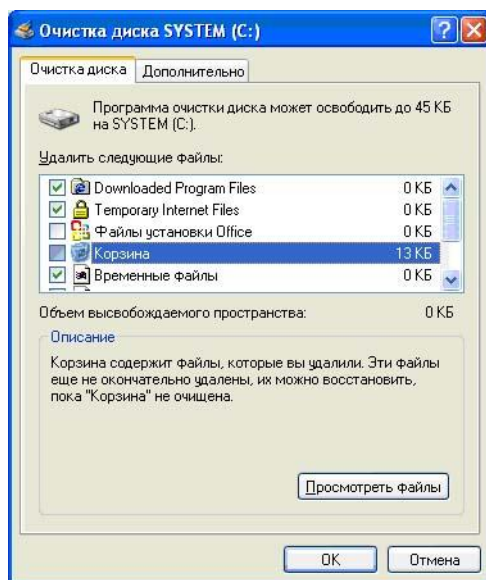 Очистка диска SYSTEM (C:)
Очистка диска Дополнительно
Программа очистки диска может освободить до 45 КБ
на SYSTEM (C:).
Удалить следующие файлы:
Downloaded Program Files 0 КБ
Temporary Internet Files 0 КБ
Файлы установки Office 0 КБ
Корзина 13 КБ
Временные файлы 0 КБ
Объем высвобождаемого пространства: 0 КБ
Описание
Корзина содержит файлы, которые вы удалили. Эти файлы
еще не окончательно удалены, их можно восстановить,
пока "Корзина" не очищена.
Просмотреть файлы
OK Отмена